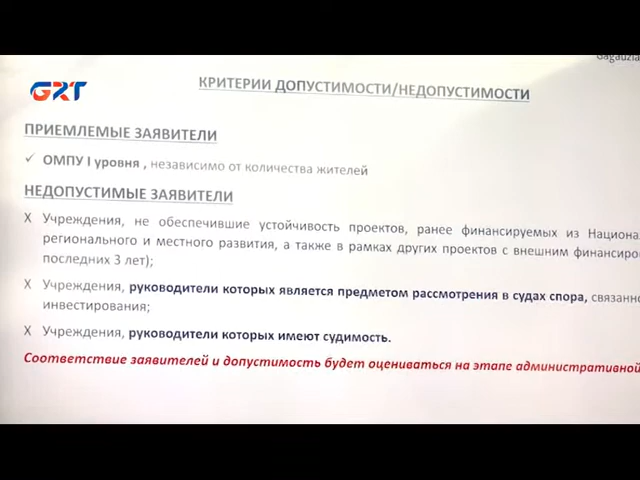 Gagauzia
GRT
КРИТЕРИИ ДОПУСТИМОСТИ/НЕДОПУСТИМОСТИ
ПРИЕМЛЕМЫЕ ЗАЯВИТЕЛИ
✓ ОМПУ I уровня , независимо от количества жителей
НЕДОПУСТИМЫЕ ЗАЯВИТЕЛИ
X Учреждения, не обеспечившие устойчивость проектов, ранее финансируемых из Национа
регионального и местного развития, а также в рамках других проектов с внешним финансиро
последних 3 лет);
X Учреждения, руководители которых является предметом рассмотрения в судах спора, связанно
инвестирования;
X Учреждения, руководители которых имеют судимость.
Соответствие заявителей и допустимость будет оцениваться на этапе административной